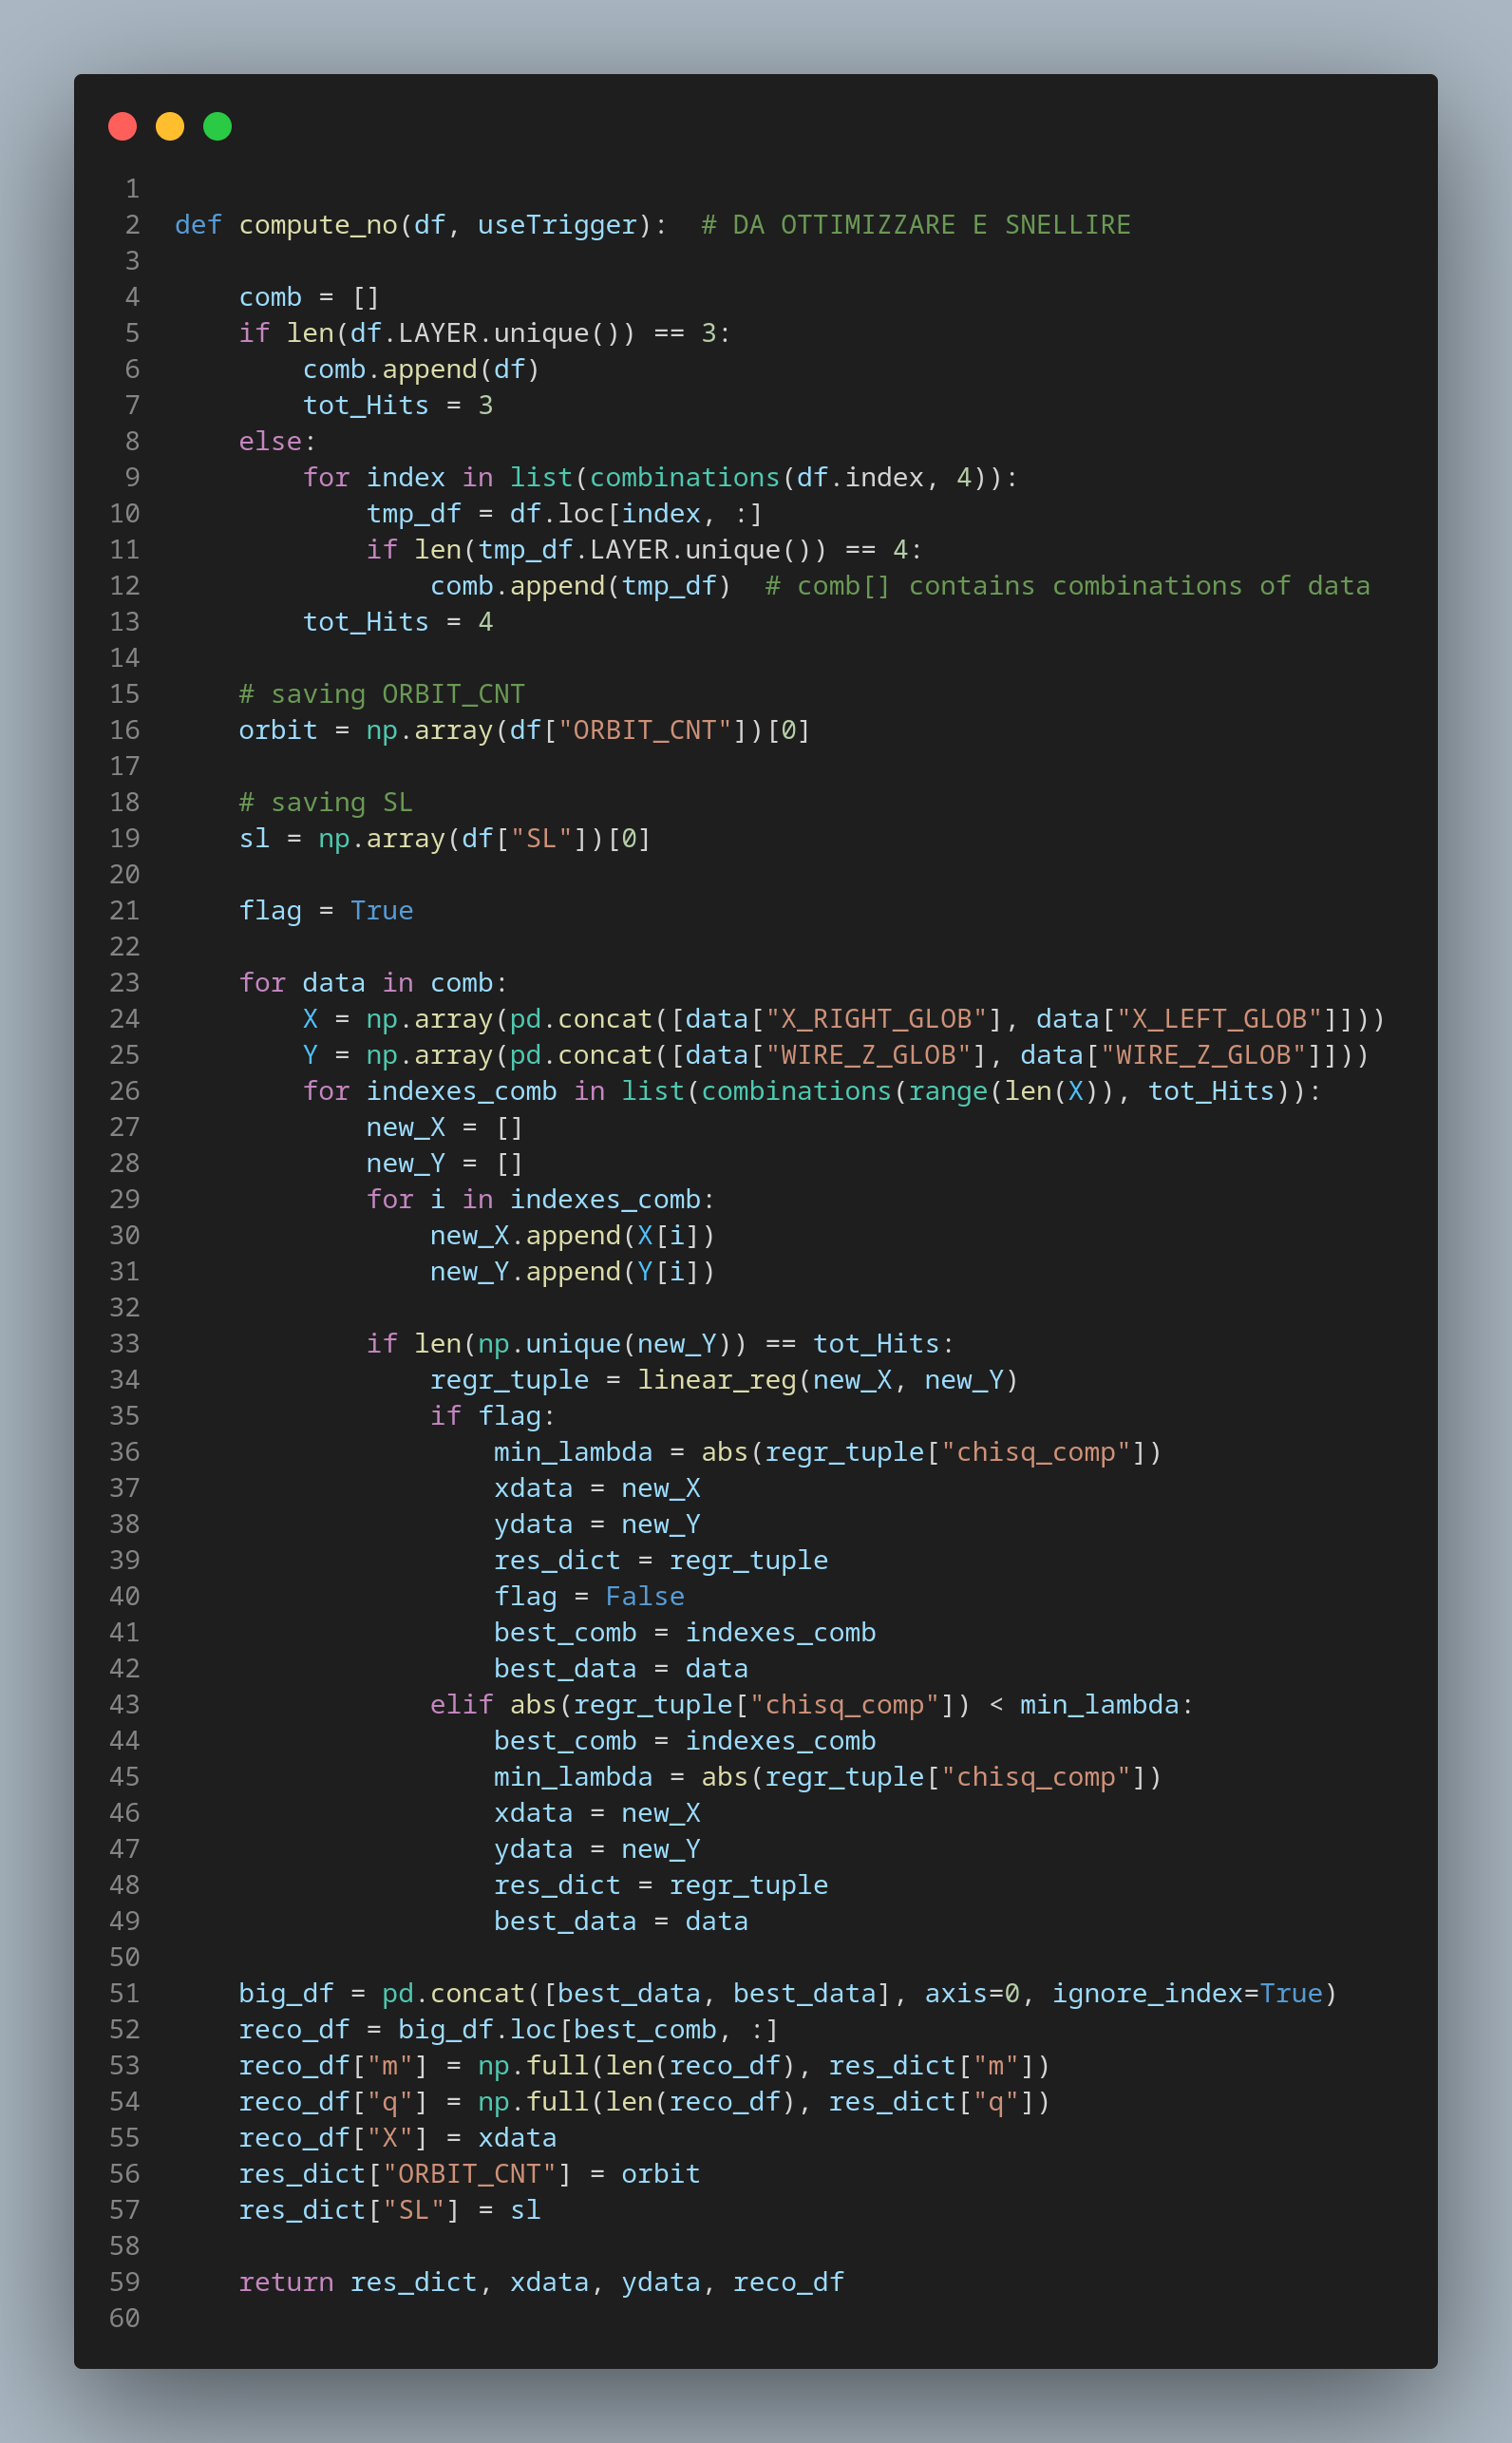 1
2 def compute_no(df, useTrigger):  # DA OTTIMIZZARE E SNELLIRE
3
4     comb = []
5     if len(df.LAYER.unique()) == 3:
6         comb.append(df)
7         tot_Hits = 3
8     else:
9         for index in list(combinations(df.index, 4)):
10             tmp_df = df.loc[index, :]
11             if len(tmp_df.LAYER.unique()) == 4:
12                 comb.append(tmp_df)  # comb[] contains combinations of data
13         tot_Hits = 4
14
15     # saving ORBIT_CNT
16     orbit = np.array(df["ORBIT_CNT"])[0]
17
18     # saving SL
19     sl = np.array(df["SL"])[0]
20
21     flag = True
22
23     for data in comb:
24         X = np.array(pd.concat([data["X_RIGHT_GLOB"], data["X_LEFT_GLOB"]]))
25         Y = np.array(pd.concat([data["WIRE_Z_GLOB"], data["WIRE_Z_GLOB"]]))
26         for indexes_comb in list(combinations(range(len(X)), tot_Hits)):
27             new_X = []
28             new_Y = []
29             for i in indexes_comb:
30                 new_X.append(X[i])
31                 new_Y.append(Y[i])
32
33             if len(np.unique(new_Y)) == tot_Hits:
34                 regr_tuple = linear_reg(new_X, new_Y)
35                 if flag:
36                     min_lambda = abs(regr_tuple["chisq_comp"])
37                     xdata = new_X
38                     ydata = new_Y
39                     res_dict = regr_tuple
40                     flag = False
41                     best_comb = indexes_comb
42                     best_data = data
43                 elif abs(regr_tuple["chisq_comp"]) < min_lambda:
44                     best_comb = indexes_comb
45                     min_lambda = abs(regr_tuple["chisq_comp"])
46                     xdata = new_X
47                     ydata = new_Y
48                     res_dict = regr_tuple
49                     best_data = data
50
51     big_df = pd.concat([best_data, best_data], axis=0, ignore_index=True)
52     reco_df = big_df.loc[best_comb, :]
53     reco_df["m"] = np.full(len(reco_df), res_dict["m"])
54     reco_df["q"] = np.full(len(reco_df), res_dict["q"])
55     reco_df["X"] = xdata
56     res_dict["ORBIT_CNT"] = orbit
57     res_dict["SL"] = sl
58
59     return res_dict, xdata, ydata, reco_df
60